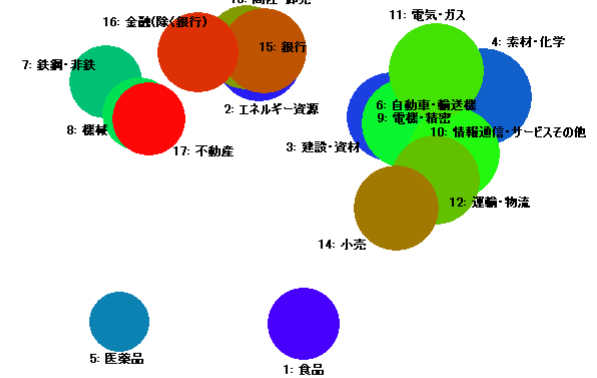 16: 金融(除く銀行)
11: 電気・ガス
15: 銀行
4: 素材・化学
7: 鉄鋼・非鉄
2: エネルギー資源
6: 自動車・輸送機
9: 電機・精密
8: 機械
10: 情報通信・サービスその他
3: 建設・資材
17: 不動産
12: 運輸・物流
14: 小売
5: 医薬品
1: 食品